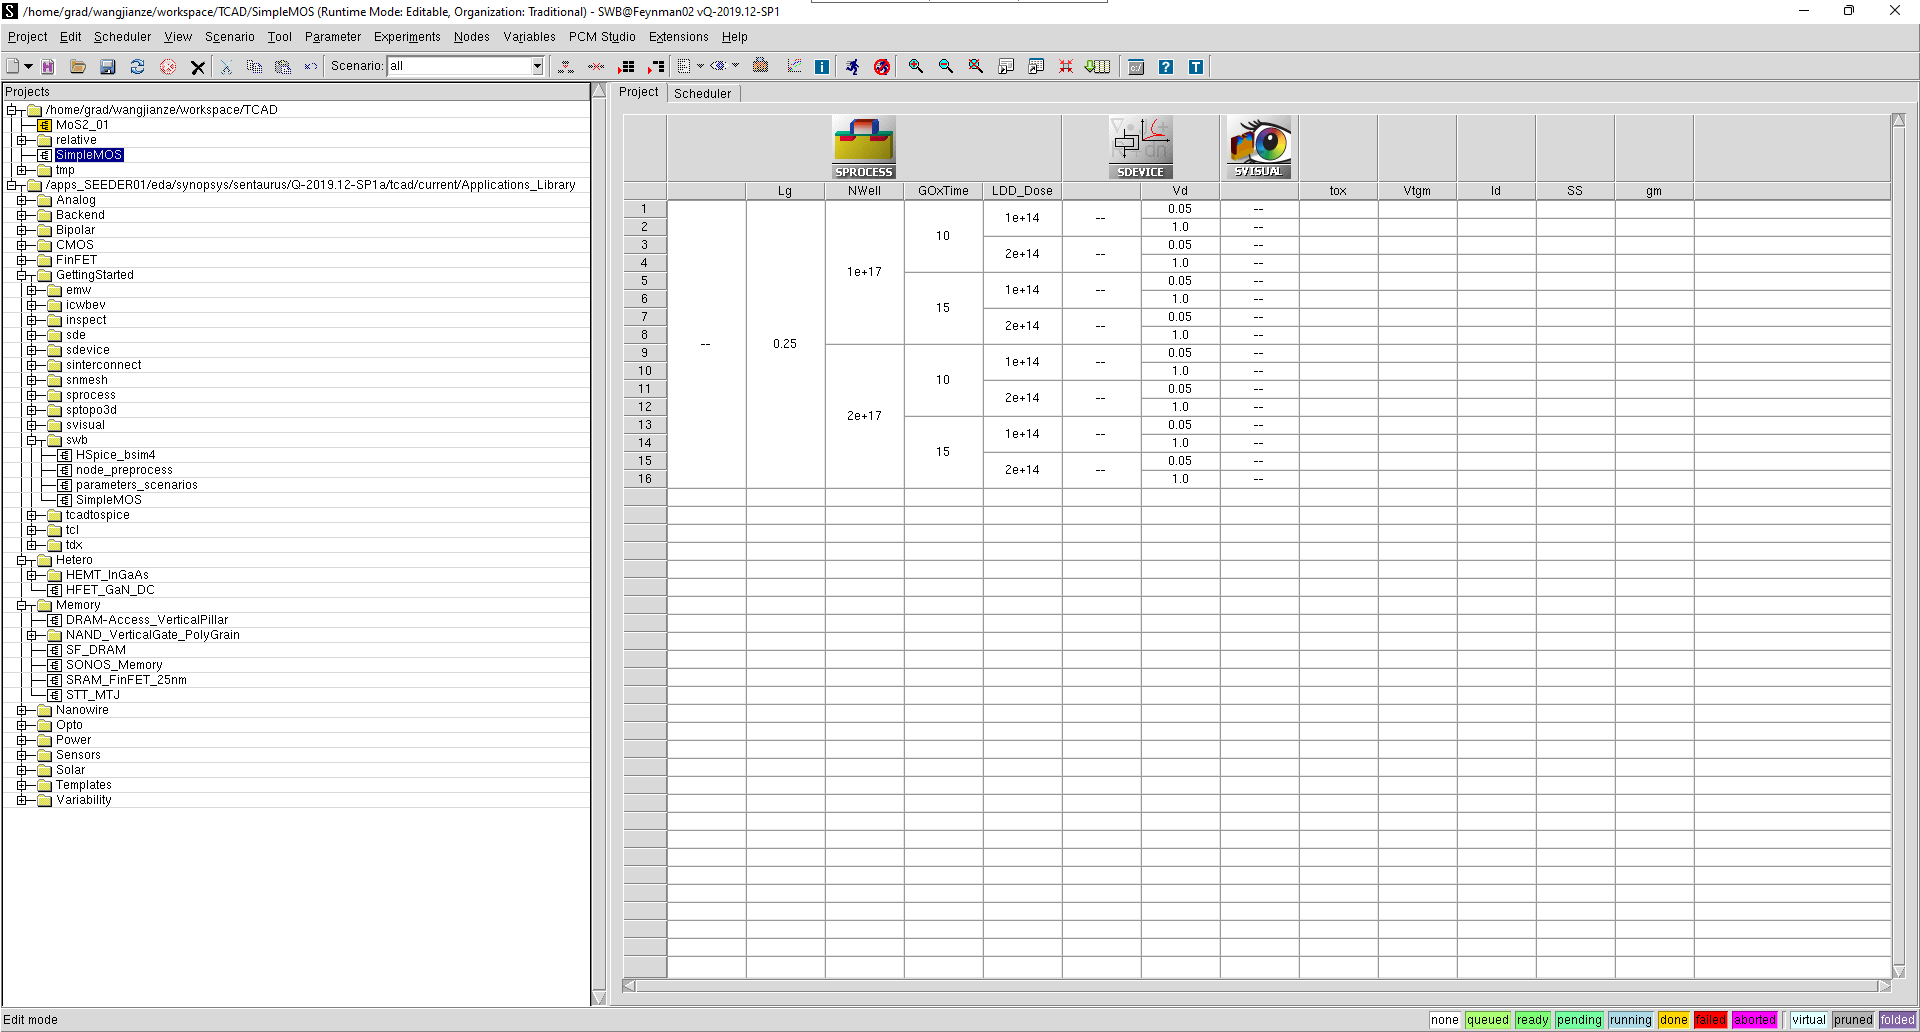 /home/grad/wangjianze/workspace/TCAD/SimpleMOS (Runtime Mode: Editable, Organization: Traditional) - SWB@Feynman02 vQ-2019.12-SP1
Project Edit Scheduler View Scenario Tool Parameter Experiments Nodes Variables PCM Studio Extensions Help
Scenario: all
Projects
/home/grad/wangjianze/workspace/TCAD
MoS2_01
relative
SimpleMOS
tmp
/apps_SEEDER01/eda/synopsys/sentaurus/Q-2019.12-SP1a/tcad/current/Applications_Library
Analog
Backend
Bipolar
CMOS
FinFET
GettingStarted
emw
icwbev
inspect
sde
sdevice
sinterconnect
snmesh
sprocess
sptopo3d
svisual
swb
HSpice_bsim4
node_preprocess
parameters_scenarios
SimpleMOS
tcadtospice
tcl
tdx
Hetero
HEMT_InGaAs
HFET_GaN_DC
Memory
DRAM-Access_VerticalPillar
NAND_VerticalGate_PolyGrain
SF_DRAM
SONOS_Memory
SRAM_FinFET_25nm
STT_MTJ
Nanowire
Opto
Power
Sensors
Solar
Templates
Variability
Project Scheduler
SPROCESS SDEVICE SVISUAL
Lg NWell GOxTime LDD_Dose Vd tox Vtgm Id SS gm
1 1e+14 -- 0.05 --
2 1.0 --
10
3 2e+14 -- 0.05 --
4 1.0 --
1e+17
5 1e+14 -- 0.05 --
6 1.0 --
15
7 2e+14 -- 0.05 --
8 1.0 --
-- 0.25
9 1e+14 -- 0.05 --
10 1.0 --
10
11 2e+14 -- 0.05 --
12 1.0 --
2e+17
13 1e+14 -- 0.05 --
14 1.0 --
15
15 2e+14 -- 0.05 --
16 1.0 --
Edit mode
none queued ready pending running done failed aborted virtual pruned folded